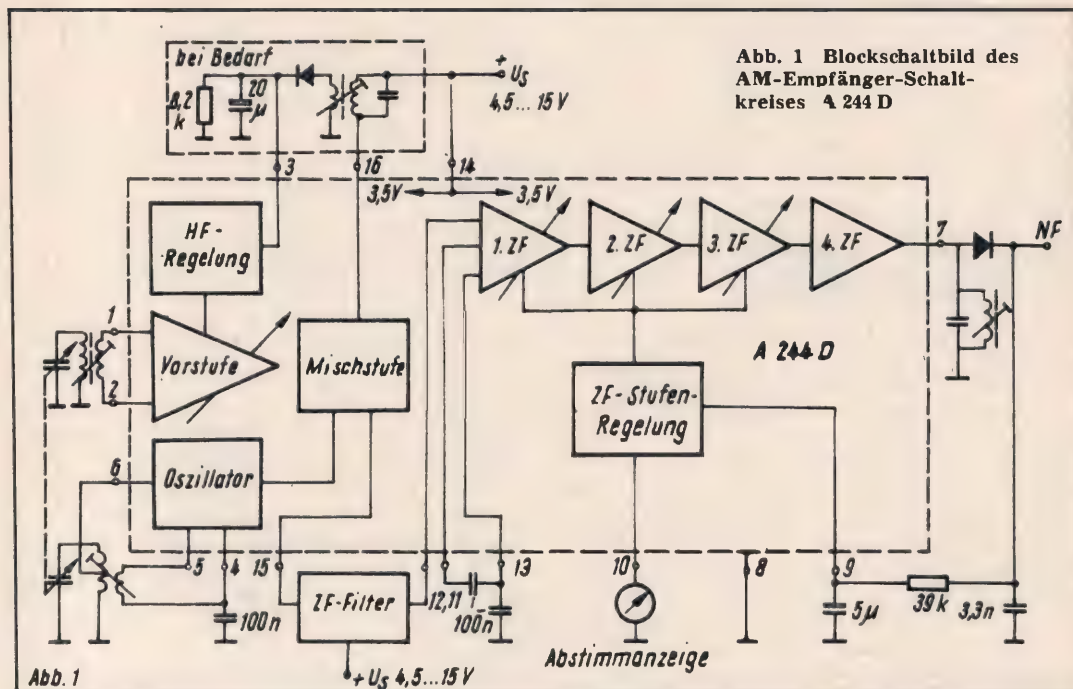 bei Bedarf
8,2
k
20
μ
+
Us
4,5...15 V
Abb. 1 Blockschaltbild des
AM-Empfänger-Schalt-
kreises A 244 D
3
16
14
3,5V
3,5V
HF-
Regelung
1
2
Vorstufe
Mischstufe
1. ZF
2. ZF
3. ZF
4. ZF
7
NF
A 244 D
ZF-Stufen-
Regelung
6
Oszillator
5
4
15
12,11
13
10
8
9
100n
ZF-Filter
100n
5μ
39k
3,3n
Abstimmanzeige
+ Us 4,5...15 V
Abb. 1